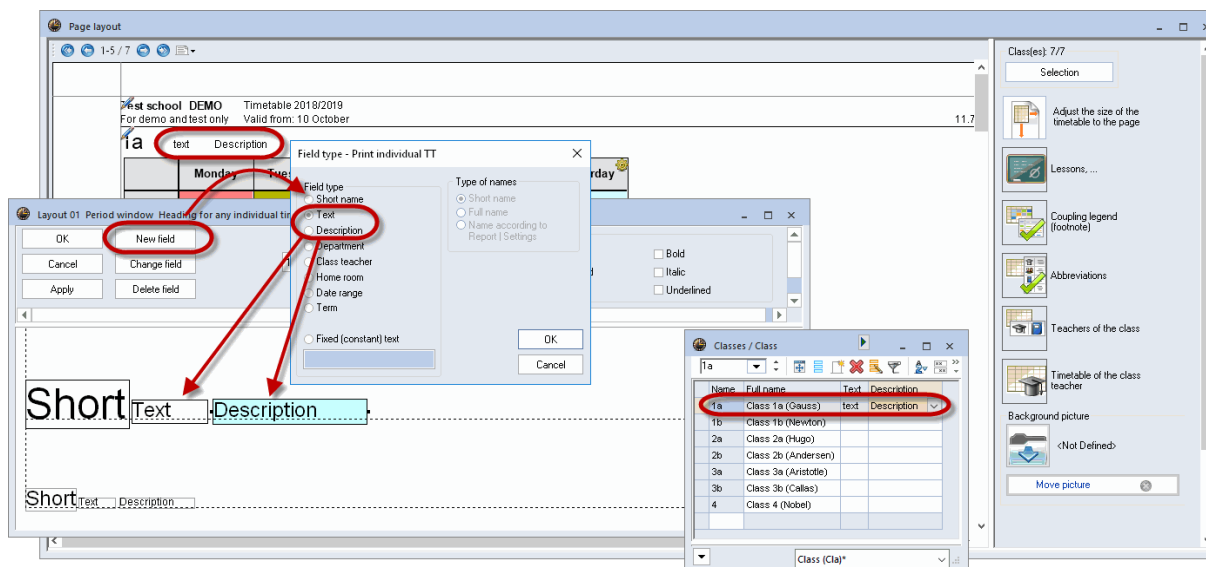 Page layout
1-5 / 7
Test school DEMO Timetable 2018/2019
For demo and test only Valid from: 10 October
11.7
1a text Description
Monday
Field type - Print individual TT
Field type
Short name
Text
Description
Department
Class teacher
Home room
Date range
Term
Fixed (constant) text
Type of names
Short name
Full name
Name according to
Report | Settings
OK
Cancel
Layout 01 Period window Heading for any individual tim
OK
New field
Cancel
Change field
Apply
Delete field
Bold
Italic
Underlined
Short Text Description
Short Text Description
Classes / Class
1a
Name Full name Text Description
1a Class 1a (Gauss) text Description
1b Class 1b (Newton)
2a Class 2a (Hugo)
2b Class 2b (Andersen)
3a Class 3a (Aristotle)
3b Class 3b (Callas)
4 Class 4 (Nobel)
Class (Cla)*
Class(es): 7/7
Selection
Adjust the size of the
timetable to the page
Lessons, ...
Coupling legend
(footnote)
Abbreviations
Teachers of the class
Timetable of the class
teacher
Background picture
<Not Defined>
Move picture